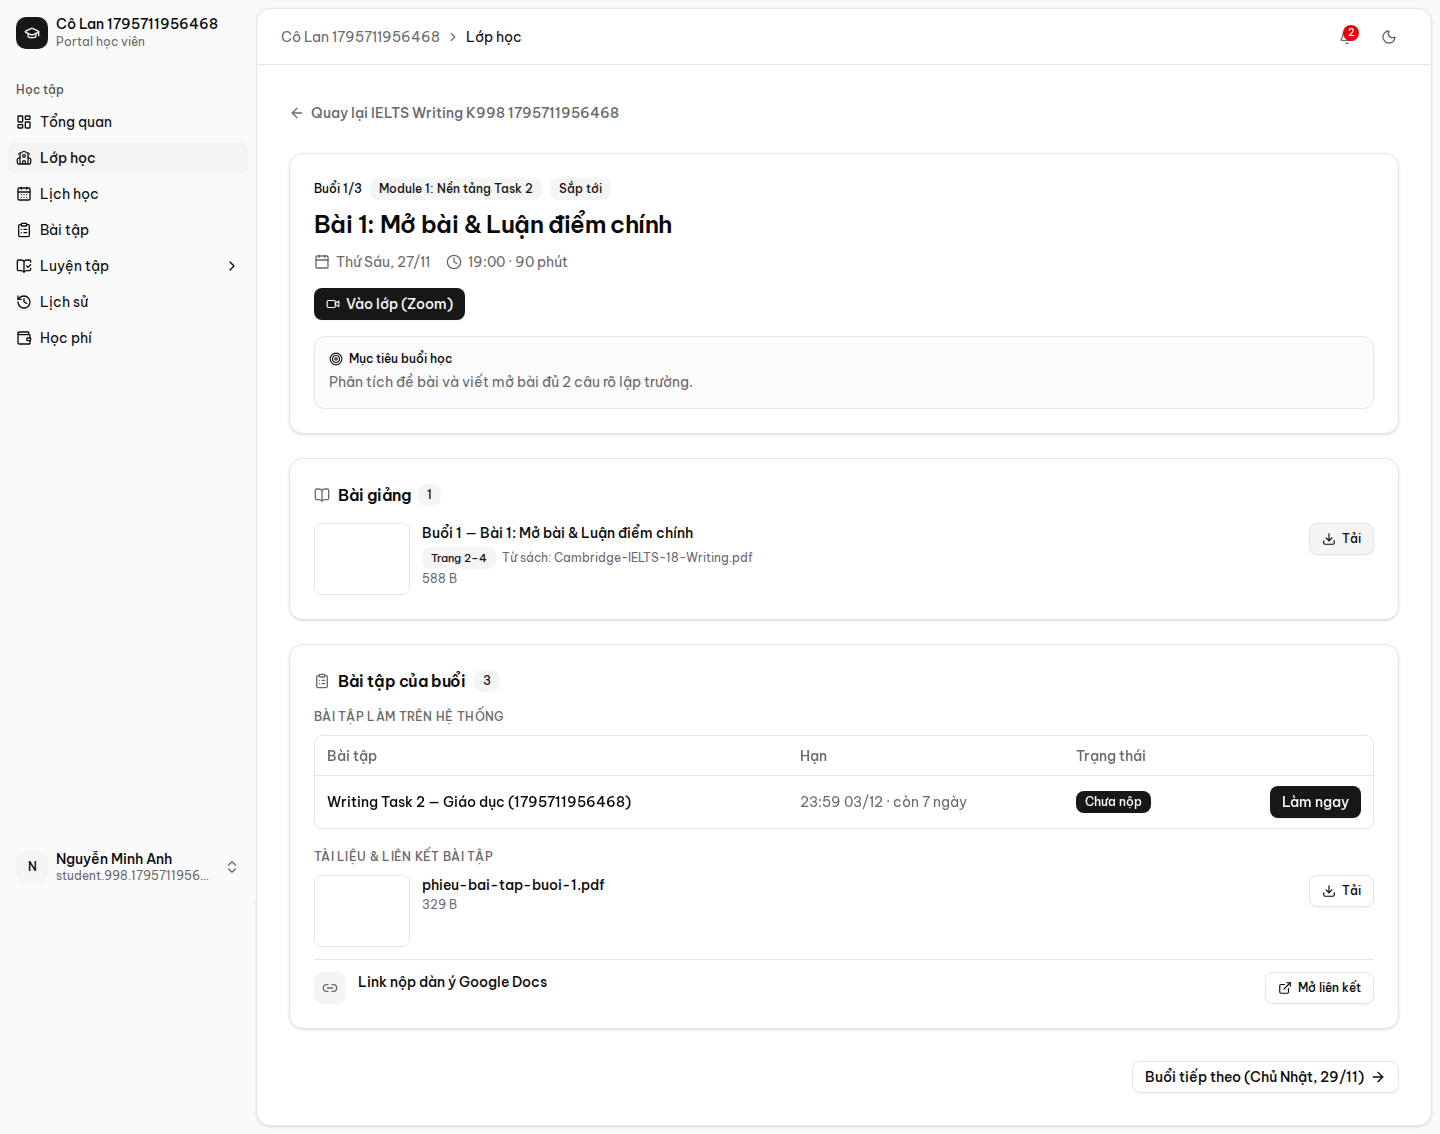 Cô Lan 1795711956468
Portal học viên
Học tập
Tổng quan
Lớp học
Lịch học
Bài tập
Luyện tập
Lịch sử
Học phí
N
Nguyễn Minh Anh
student.998.1795711956...
Cô Lan 1795711956468
Lớp học
2
Quay lại IELTS Writing K998 1795711956468
Buổi 1/3
Module 1: Nền tảng Task 2
Sắp tới
Bài 1: Mở bài & Luận điểm chính
Thứ Sáu, 27/11
19:00 · 90 phút
Vào lớp (Zoom)
Mục tiêu buổi học
Phân tích đề bài và viết mở bài đủ 2 câu rõ lập trường.
Bài giảng
1
Buổi 1 — Bài 1: Mở bài & Luận điểm chính
Tải
Trang 2–4
Từ sách: Cambridge-IELTS-18-Writing.pdf
588 B
Bài tập của buổi
3
BÀI TẬP LÀM TRÊN HỆ THỐNG
Bài tập
Hạn
Trạng thái
Writing Task 2 — Giáo dục (1795711956468)
23:59 03/12 · còn 7 ngày
Chưa nộp
Làm ngay
TÀI LIỆU & LIÊN KẾT BÀI TẬP
phieu-bai-tap-buoi-1.pdf
Tải
329 B
Link nộp dàn ý Google Docs
Mở liên kết
Buổi tiếp theo (Chủ Nhật, 29/11)